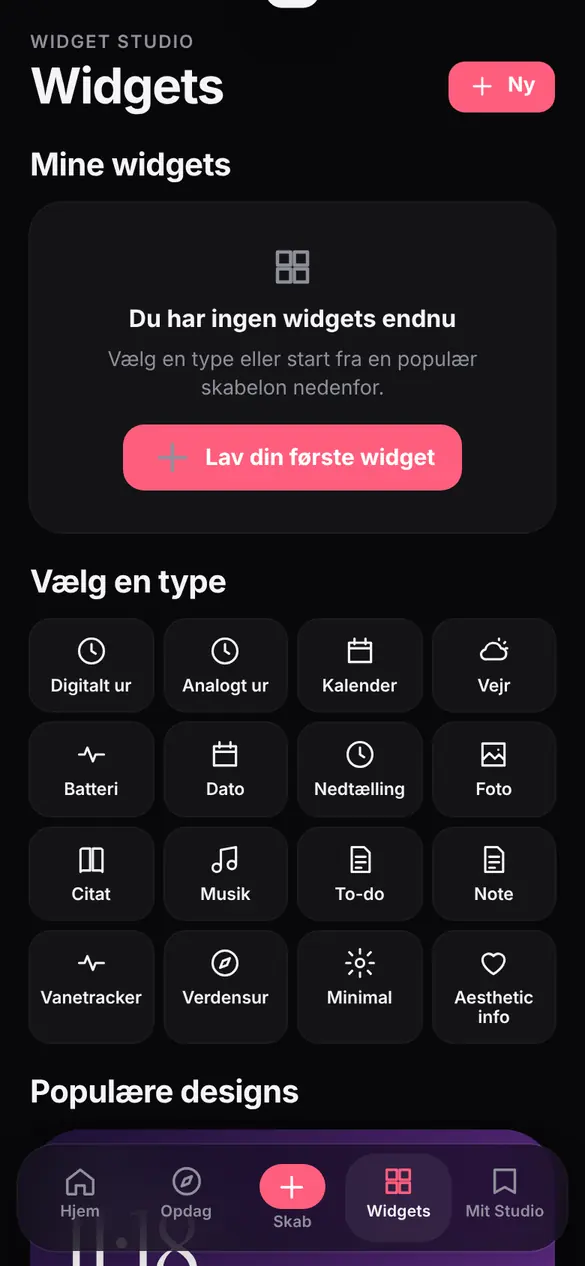 WIDGET STUDIO
Widgets
Ny
Mine widgets
Du har ingen widgets endnu
Vælg en type eller start fra en populær
skabelon nedenfor.
Lav din første widget
Vælg en type
Digitalt ur
Analogt ur
Kalender
Vejr
Batteri
Dato
Nedtælling
Foto
Citat
Musik
To-do
Note
Vanetracker
Verdensur
Minimal
Aesthetic
info
Populære designs
Hjem
Opdag
Skab
Widgets
Mit Studio
11:18